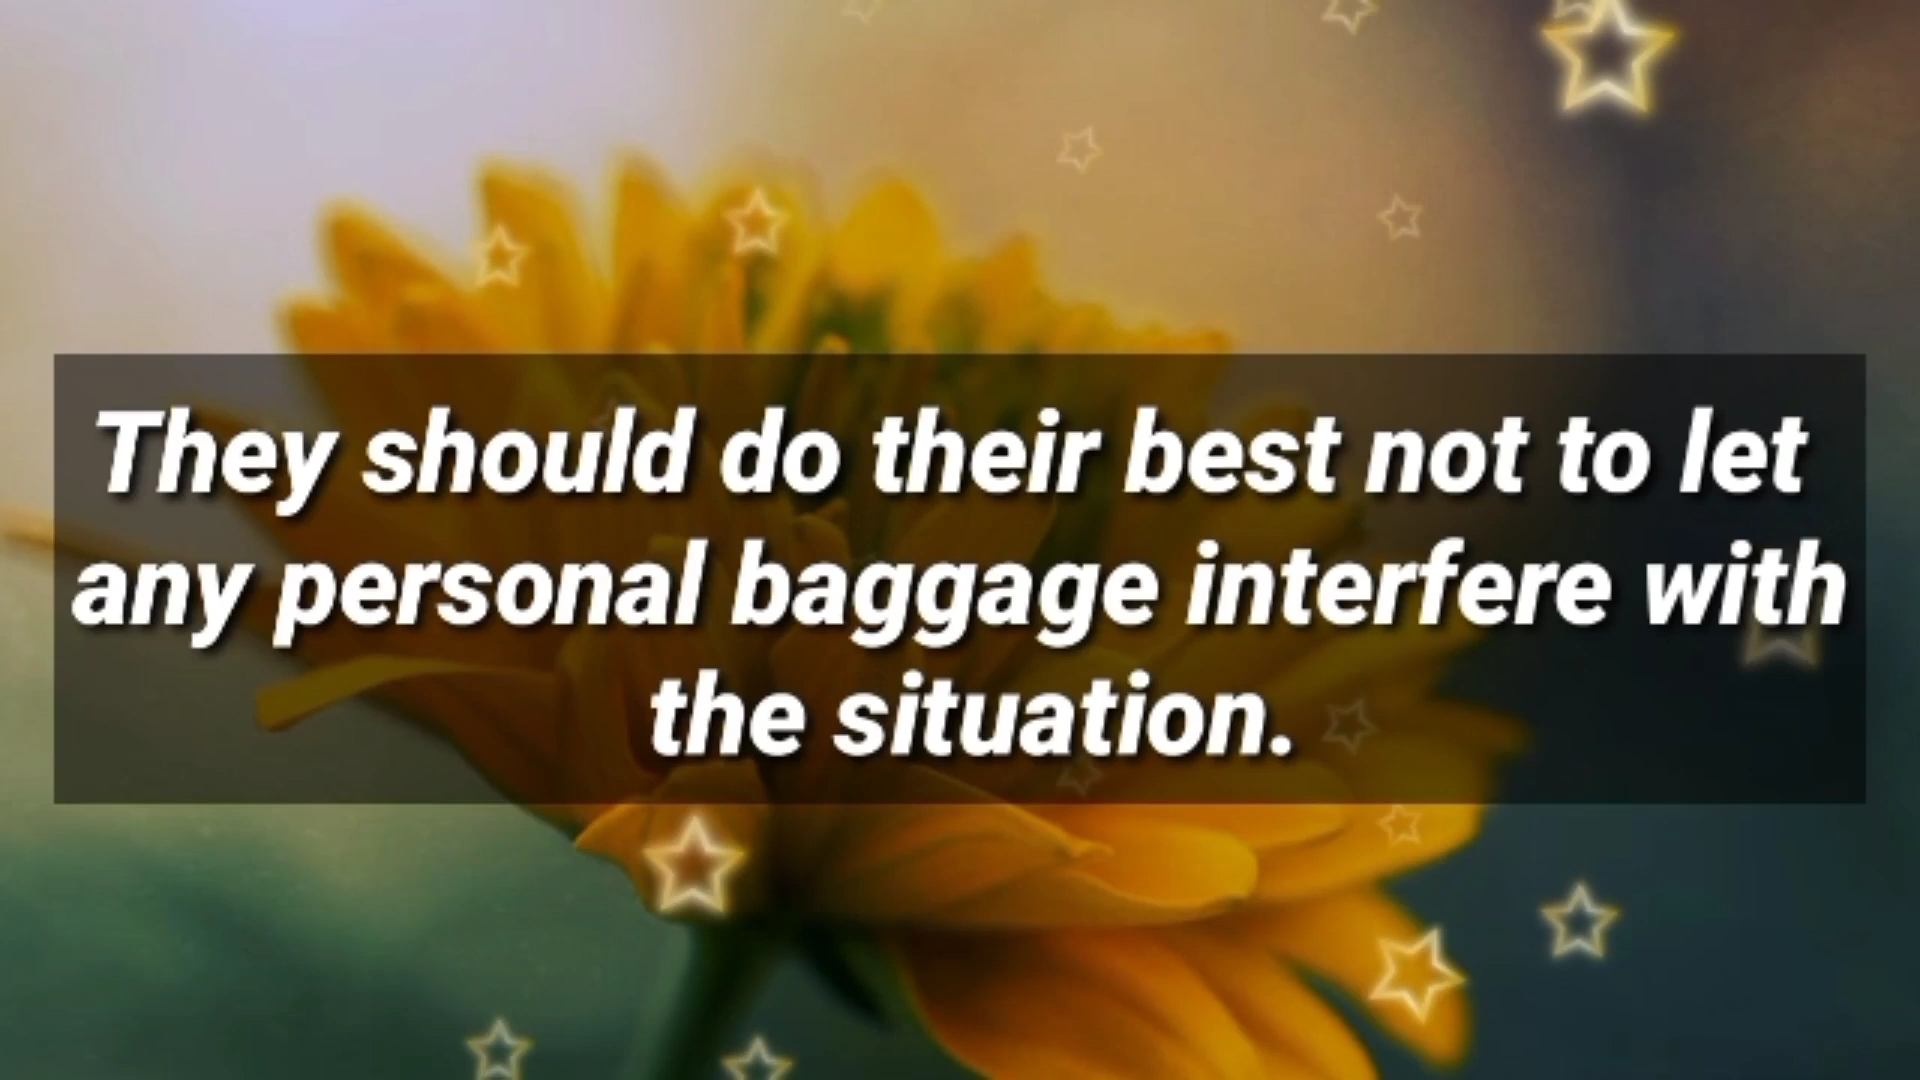 They should do their best not to let
any personal baggage interfere with
the situation.